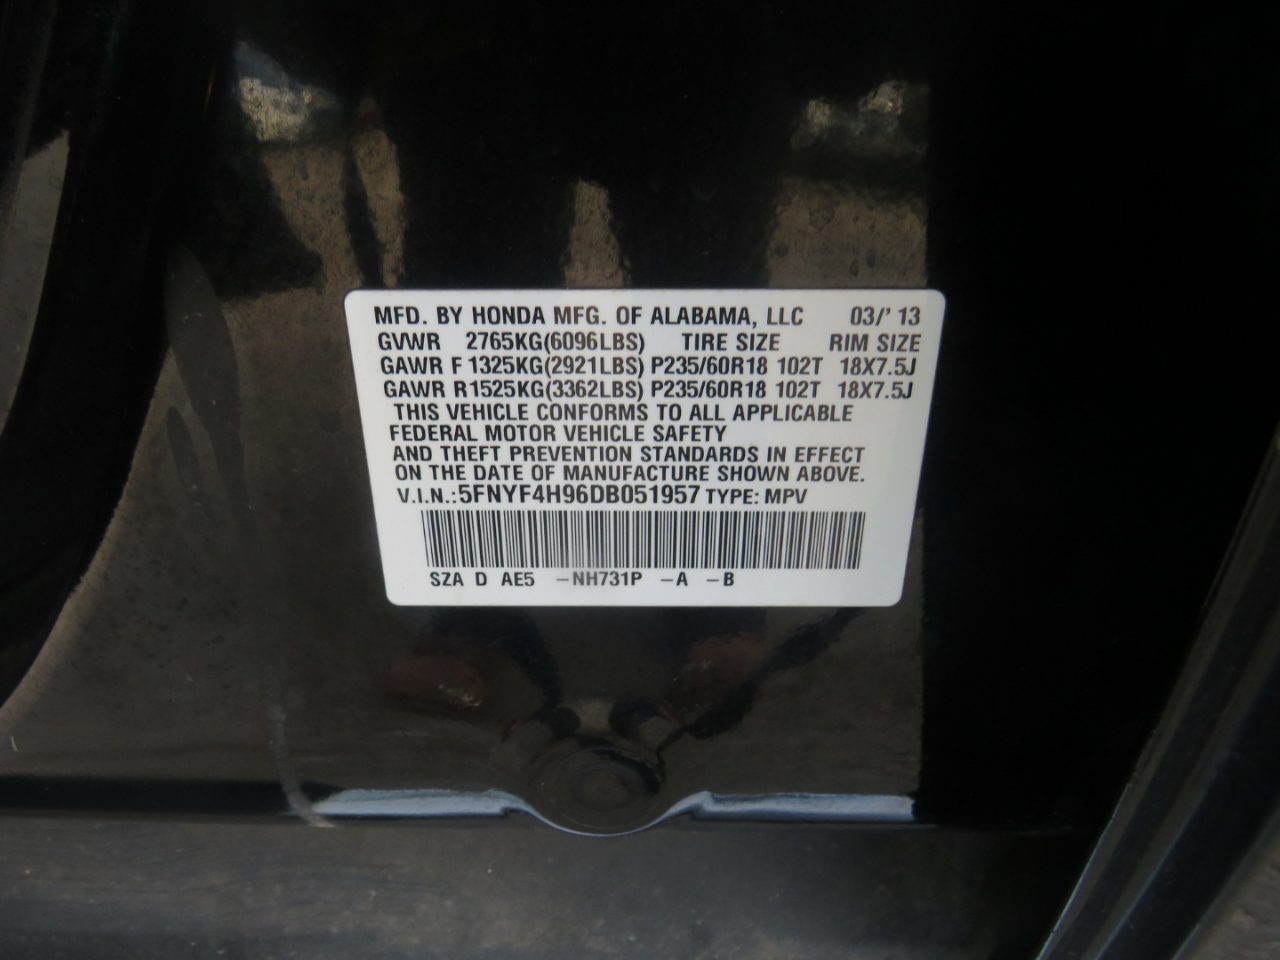 MFD. BY HONDA MFG. OF ALABAMA, LLC 03/'13
GVWR 2765KG(6096LBS) TIRE SIZE RIM SIZE
GAWR F 1325KG(2921LBS) P235/60R18 102T 18X7.5J
GAWR R1525KG(3362LBS) P235/60R18 102T 18X7.5J
THIS VEHICLE CONFORMS TO ALL APPLICABLE
FEDERAL MOTOR VEHICLE SAFETY
AND THEFT PREVENTION STANDARDS IN EFFECT
ON THE DATE OF MANUFACTURE SHOWN ABOVE.
V.I.N.:5FNYF4H96DB051957 TYPE: MPV
SZA D AE5 -NH731P -A -B